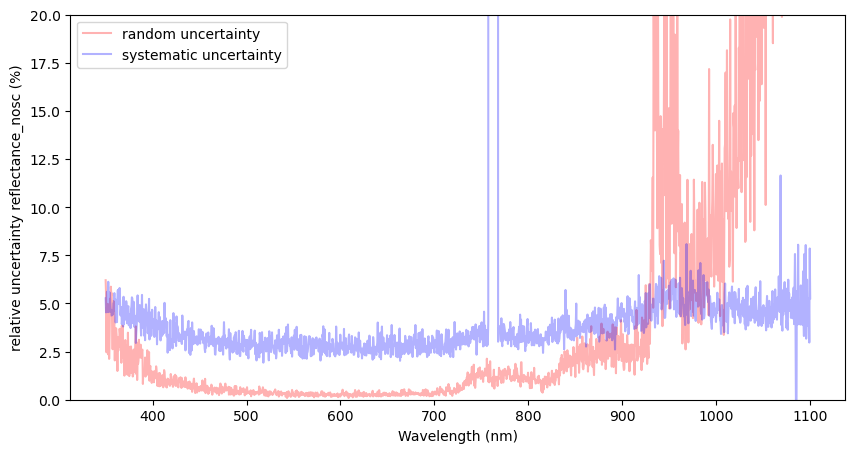 random uncertainty
systematic uncertainty
relative uncertainty reflectance_nosc (%)
20.0
17.5
15.0
12.5
10.0
7.5
5.0
2.5
0.0
400 500 600 700 800 900 1000 1100
Wavelength (nm)